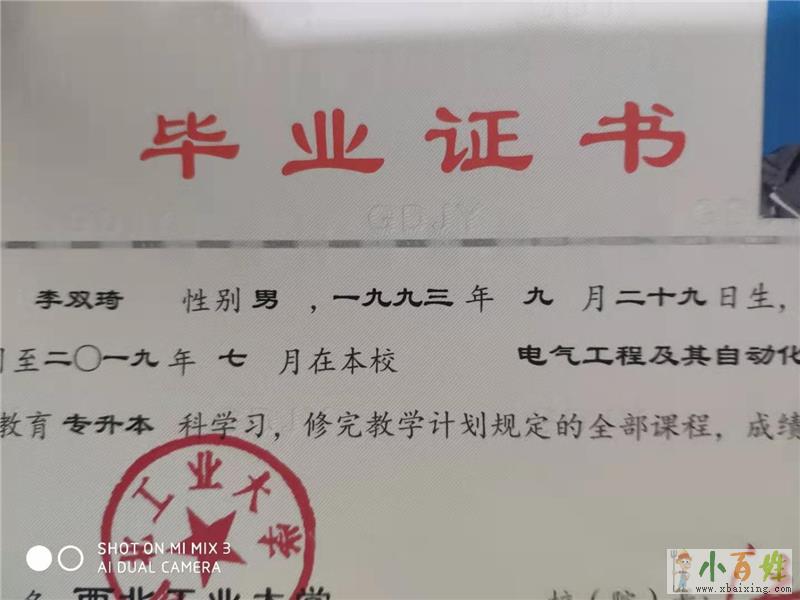 毕业证书
GDJY
李双琦 性别 男 ，一九九三 年 九 月 二十九 日生，
至二〇一九 年 七 月在本校 电气工程及其自动化
教育 专升本 科学习，修完教学计划规定的全部课程，成绩
工业大学
SHOT ON MI MIX 3
AI DUAL CAMERA
名 西北工业大学 校（院）
小百姓
www.xbaixing.com